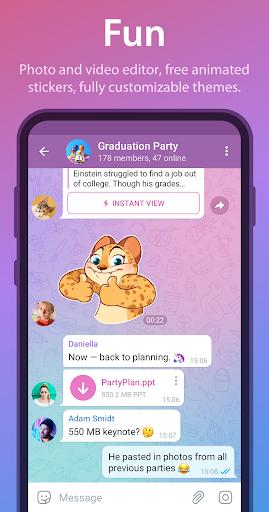 Fun
Photo and video editor, free animated
stickers, fully customizable themes.
Graduation Party
178 members, 47 online
Einstein struggled to find a job out
of college. Though his grades...
INSTANT VIEW
00:22
Daniella
Now — back to planning. 🦄 15:05
PartyPlan.ppt
550.2 MB PPT 15:06
Adam Smidt
550 MB keynote? 🤔 15:07
He pasted in photos from all
previous parties 😂 15:08
Message